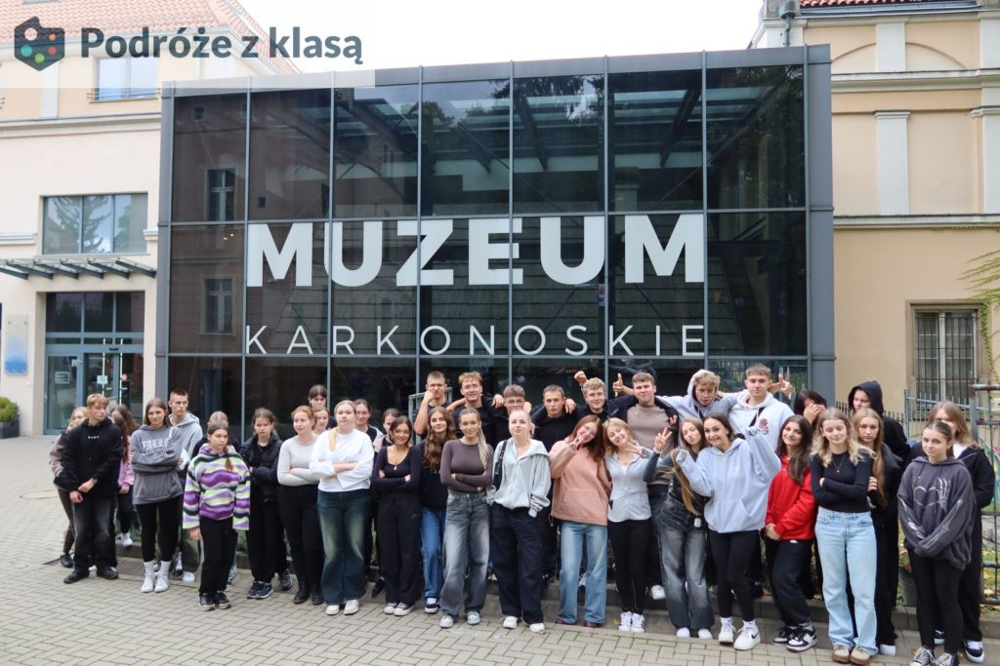 Podróże z klasą
MUZEUM
KARKONOSKIE